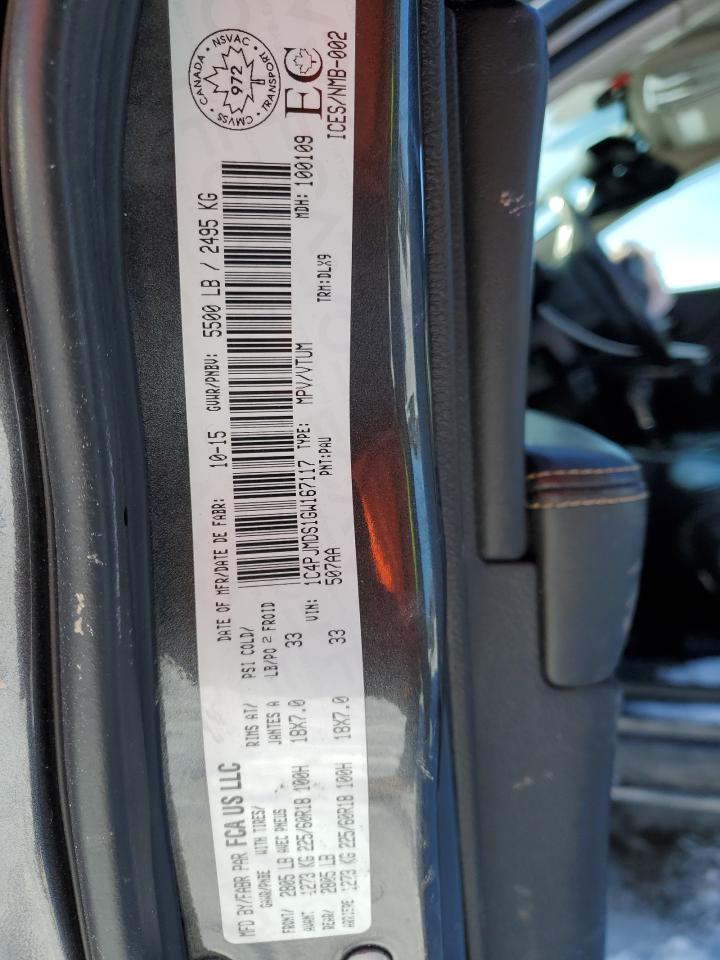 MFD BY/FABR PAR FCA US LLC
DATE OF MFR/DATE DE FABR: 10-15 GVWR/PNBV: 5500 LB / 2495 KG
GAWR/PNBE WITH TIRES/ RIMS AT/ PSI COLD/
FRONT/ 2805 LB AVEC PNEUS JANTES A LB/PO 2 FROID
AVANT 1273 KG 225/60R18 100H 18X7.0 33
REAR/ 2805 LB
ARRIERE 1273 KG 225/60R18 100H 18X7.0 33
VIN: 1C4PJMDS1GW167117 TYPE: MPV/VTUM MDH: 100109
507AA PNT:PAU TRM:DLX9
CANADA NSVAC TRANSPORT CMVSS
972
EC
ICES/NMB-002